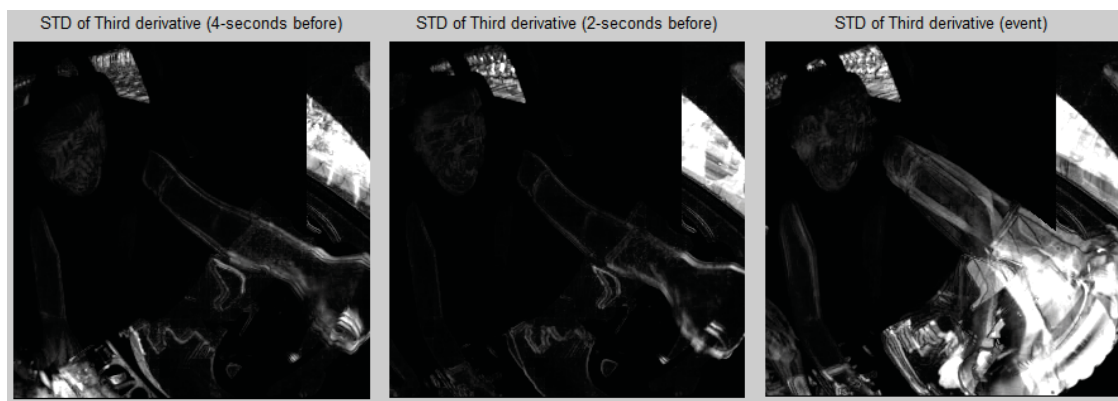 STD of Third derivative (4-seconds before)
STD of Third derivative (2-seconds before)
STD of Third derivative (event)